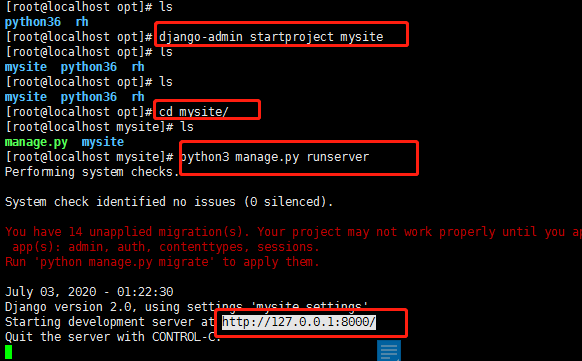 [root@localhost opt]# ls
python36  rh
[root@localhost opt]# django-admin startproject mysite
[root@localhost opt]# ls
mysite  python36  rh
[root@localhost opt]# ls
mysite  python36  rh
[root@localhost opt]# cd mysite/
[root@localhost mysite]# ls
manage.py  mysite
[root@localhost mysite]# python3 manage.py runserver
Performing system checks.
System check identified no issues (0 silenced).
You have 14 unapplied migration(s). Your project may not work properly until you ap
app(s): admin, auth, contenttypes, sessions.
Run 'python manage.py migrate' to apply them.
July 03, 2020 - 01:22:30
Django version 2.0, using settings 'mysite.settings'
Starting development server at http://127.0.0.1:8000/
Quit the server with CONTROL-C.